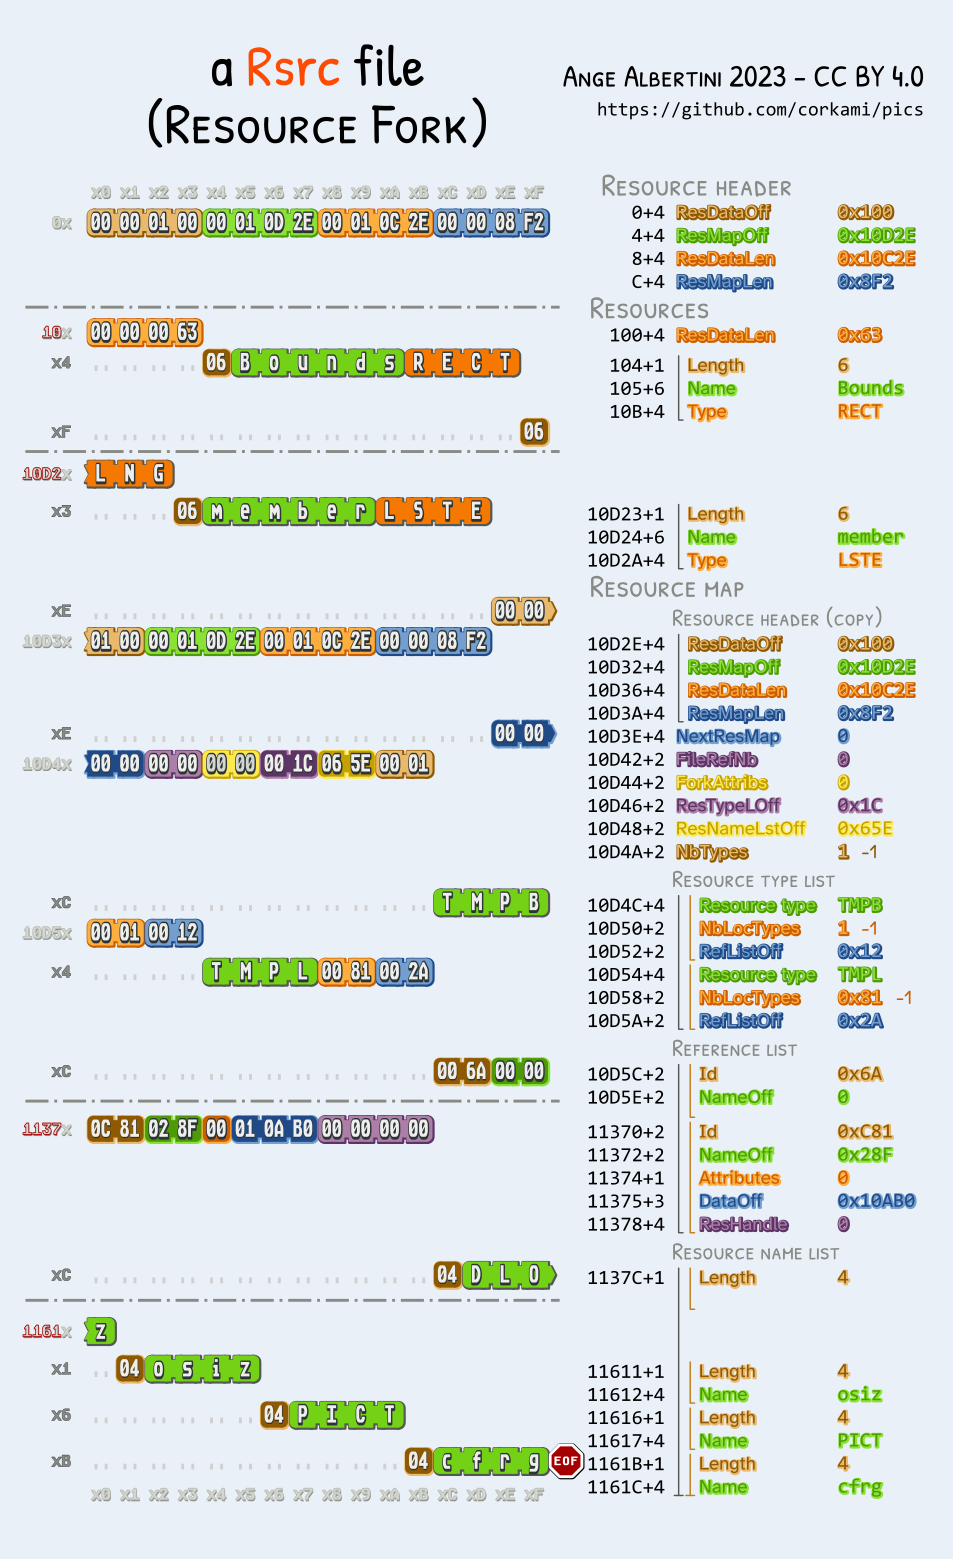 a Rsrc file
(Resource Fork)
Ange Albertini 2023 - CC BY 4.0
https://github.com/corkami/pics
x0 x1 x2 x3 x4 x5 x6 x7 x8 x9 xA xB xC xD xE xF
0x 00 00 01 00 00 01 0D 2E 00 01 0C 2E 00 00 08 F2
Resource header
0+4 ResDataOff 0x100
4+4 ResMapOff 0x10D2E
8+4 ResDataLen 0x10C2E
C+4 ResMapLen 0x8F2
Resources
10x 00 00 00 63
100+4 ResDataLen 0x63
x4 06 B o u n d s R E C T
104+1 Length 6
105+6 Name Bounds
10B+4 Type RECT
xF 06
10D2x L N G
x3 06 m e m b e r L S T E
10D23+1 Length 6
10D24+6 Name member
10D2A+4 Type LSTE
Resource map
xE 00 00
Resource header (copy)
10D3x 01 00 00 01 0D 2E 00 01 0C 2E 00 00 08 F2
10D2E+4 ResDataOff 0x100
10D32+4 ResMapOff 0x10D2E
10D36+4 ResDataLen 0x10C2E
10D3A+4 ResMapLen 0x8F2
xE 00 00
10D3E+4 NextResMap 0
10D4x 00 00 00 00 00 00 00 1C 06 5E 00 01
10D42+2 FileRefNb 0
10D44+2 ForkAttribs 0
10D46+2 ResTypeLOff 0x1C
10D48+2 ResNameLstOff 0x65E
10D4A+2 NbTypes 1 -1
Resource type list
xC T M P B
10D4C+4 Resource type TMPB
10D5x 00 01 00 12
10D50+2 NbLocTypes 1 -1
10D52+2 RefListOff 0x12
x4 T M P L 00 81 00 2A
10D54+4 Resource type TMPL
10D58+2 NbLocTypes 0x81 -1
10D5A+2 RefListOff 0x2A
Reference list
xC 00 6A 00 00
10D5C+2 Id 0x6A
10D5E+2 NameOff 0
1137x 0C 81 02 8F 00 01 0A B0 00 00 00 00
11370+2 Id 0xC81
11372+2 NameOff 0x28F
11374+1 Attributes 0
11375+3 DataOff 0x10AB0
11378+4 ResHandle 0
Resource name list
xC 04 D L O
1137C+1 Length 4
1161x Z
x1 04 o s i z
11611+1 Length 4
11612+4 Name osiz
x6 04 P I C T
11616+1 Length 4
11617+4 Name PICT
xB 04 c f r g EOF
1161B+1 Length 4
1161C+4 Name cfrg
x0 x1 x2 x3 x4 x5 x6 x7 x8 x9 xA xB xC xD xE xF